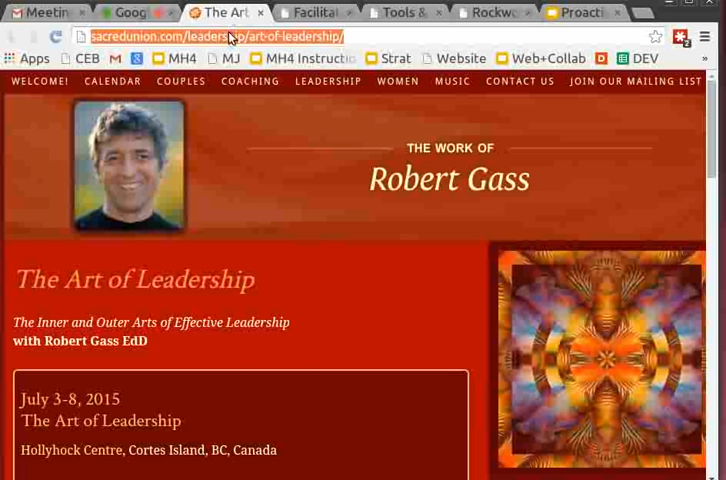 Meetin
Goog
The Art
Facilita
Tools &
Rockw
Proacti
sacredunion.com/leadership/art-of-leadership/
2
Apps
CEB
MH4
MJ
MH4 Instructio
Strat
Website
Web+Collab
D
DEV
»
WELCOME! CALENDAR COUPLES COACHING LEADERSHIP WOMEN MUSIC CONTACT US JOIN OUR MAILING LIST
THE WORK OF
Robert Gass
The Art of Leadership
The Inner and Outer Arts of Effective Leadership
with Robert Gass EdD
July 3-8, 2015
The Art of Leadership
Hollyhock Centre, Cortes Island, BC, Canada